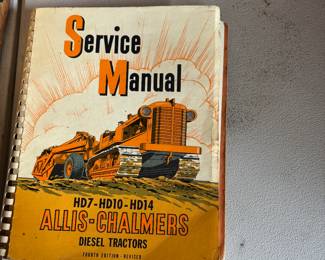 Service
Manual
HD7-HD10-HD14
ALLIS-CHALMERS
DIESEL TRACTORS
FOURTH EDITION - REVISED